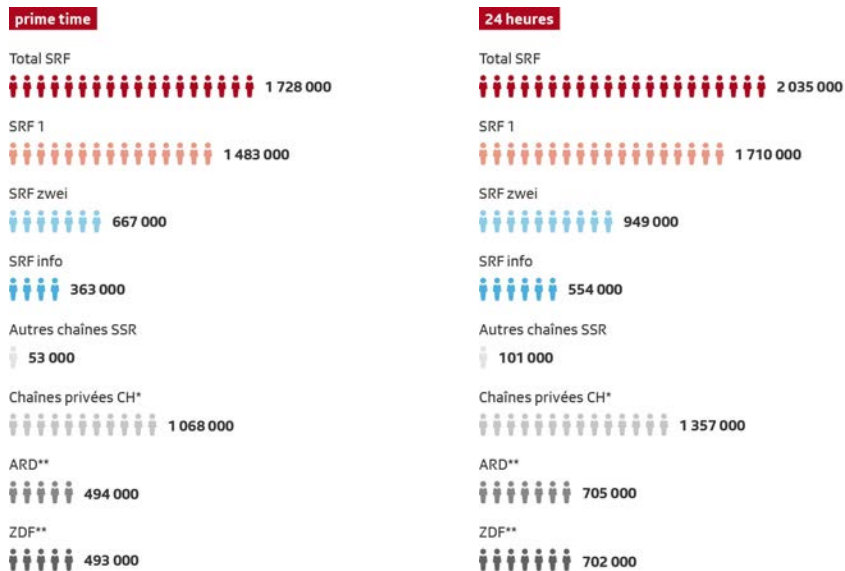 prime time
Total SRF
1 728 000
SRF 1
1 483 000
SRF zwei
667 000
SRF info
363 000
Autres chaînes SSR
53 000
Chaînes privées CH*
1 068 000
ARD**
494 000
ZDF**
493 000
24 heures
Total SRF
2 035 000
SRF 1
1 710 000
SRF zwei
949 000
SRF info
554 000
Autres chaînes SSR
101 000
Chaînes privées CH*
1 357 000
ARD**
705 000
ZDF**
702 000